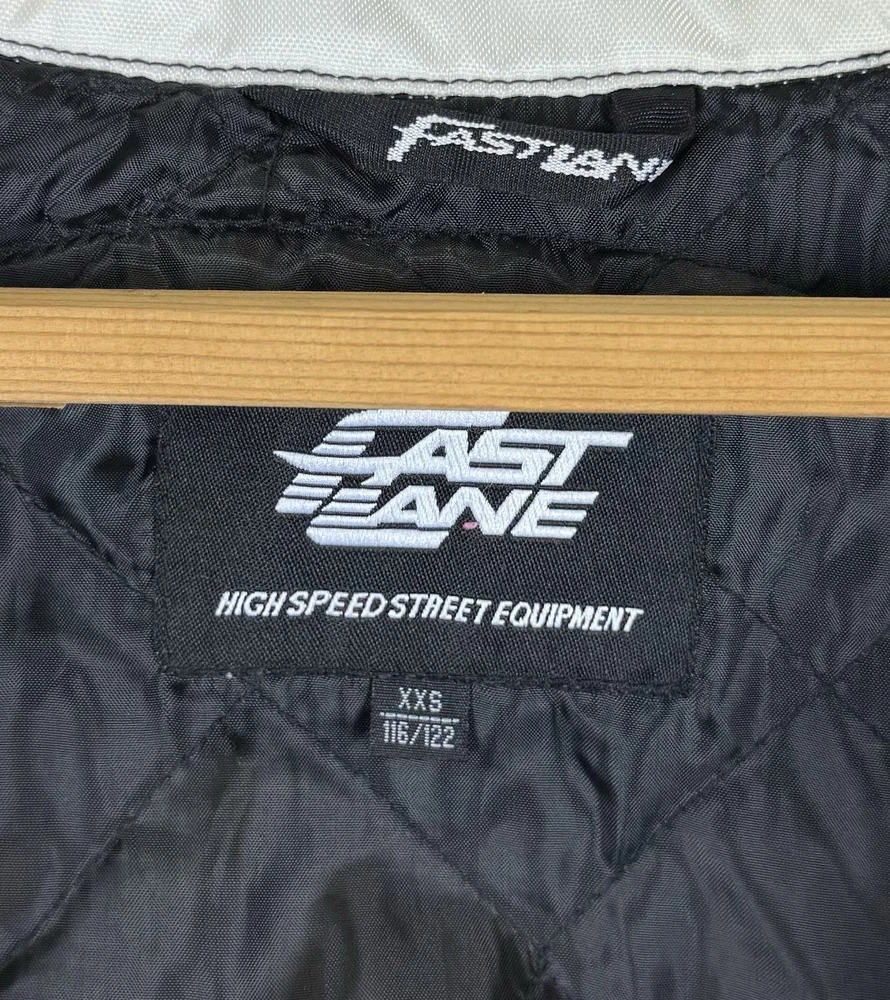 FASTLANE
FAST
LANE
HIGH SPEED STREET EQUIPMENT
XXS
116/122